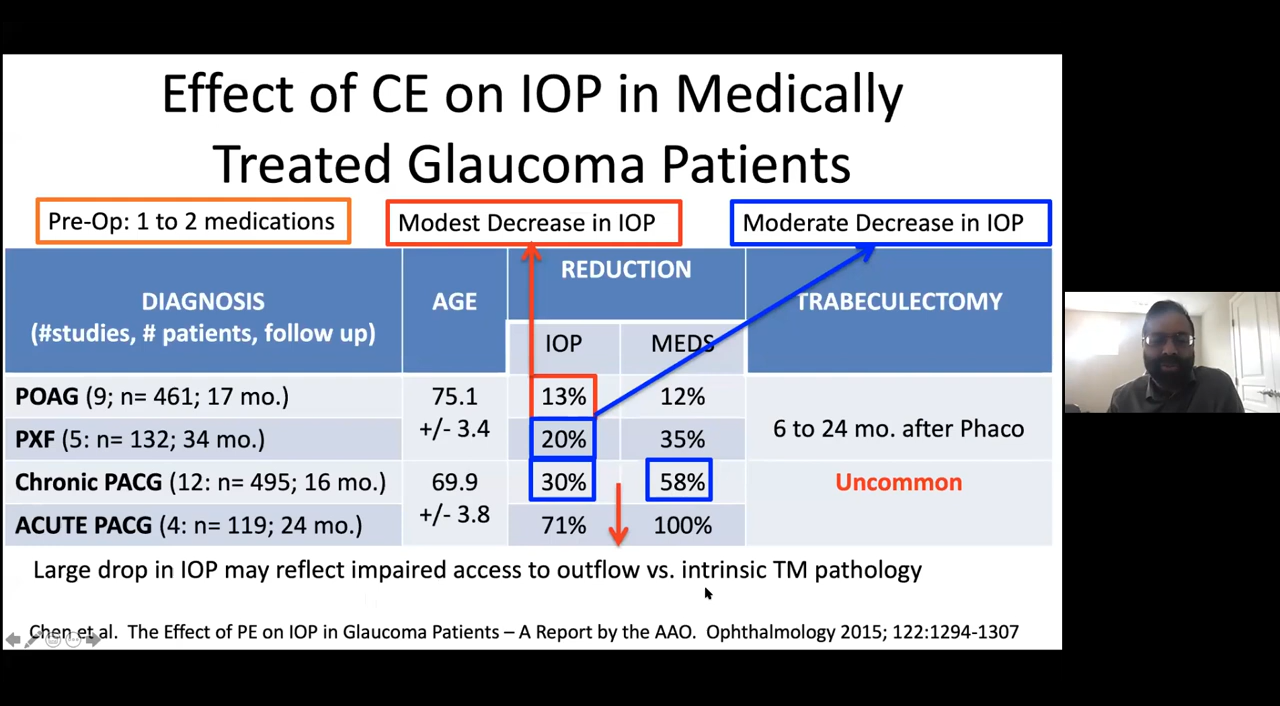 Effect of CE on IOP in Medically
Treated Glaucoma Patients
Pre-Op: 1 to 2 medications
Modest Decrease in IOP
Moderate Decrease in IOP
DIAGNOSIS
(#studies, # patients, follow up)
AGE
REDUCTION
TRABECULECTOMY
IOP
MEDS
POAG (9; n= 461; 17 mo.)
13%
12%
PXF (5: n= 132; 34 mo.)
20%
35%
75.1
+/- 3.4
6 to 24 mo. after Phaco
Chronic PACG (12: n= 495; 16 mo.)
30%
58%
ACUTE PACG (4: n= 119; 24 mo.)
71%
100%
69.9
+/- 3.8
Uncommon
Large drop in IOP may reflect impaired access to outflow vs. intrinsic TM pathology
Chen et al. The Effect of PE on IOP in Glaucoma Patients – A Report by the AAO. Ophthalmology 2015; 122:1294-1307